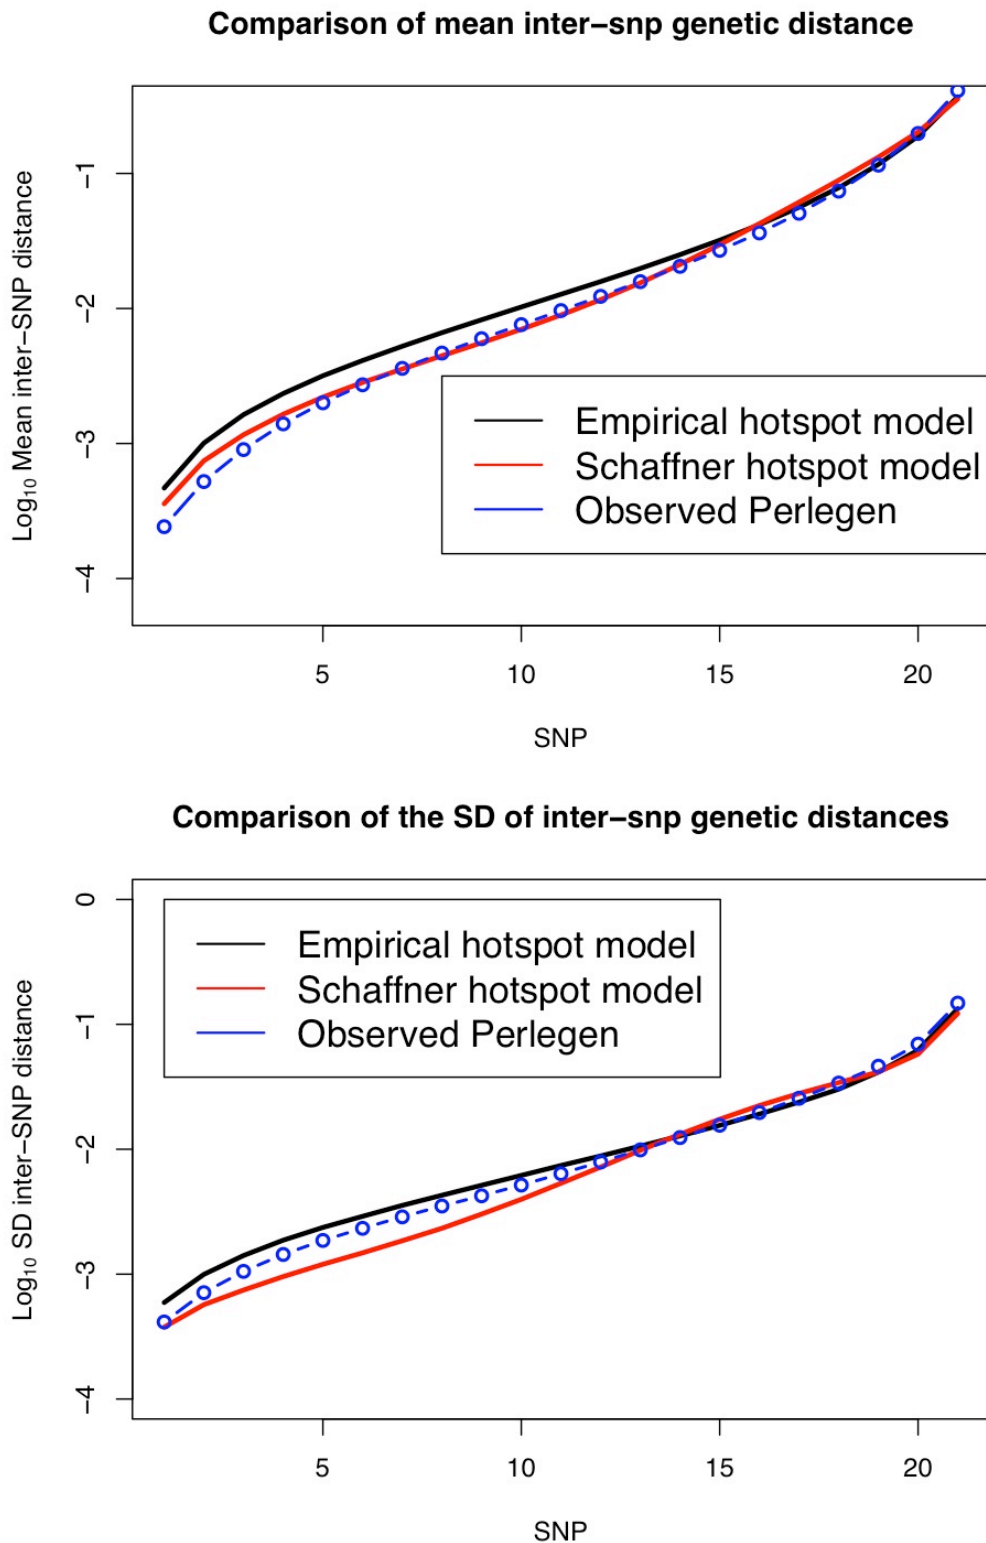 Comparison of mean inter−snp genetic distance
Log₁₀ Mean inter−SNP distance
−1
−2
−3
−4
Empirical hotspot model
Schaffner hotspot model
Observed Perlegen
5 10 15 20
SNP
Comparison of the SD of inter−snp genetic distances
Log₁₀ SD inter−SNP distance
0
−1
−2
−3
−4
Empirical hotspot model
Schaffner hotspot model
Observed Perlegen
5 10 15 20
SNP